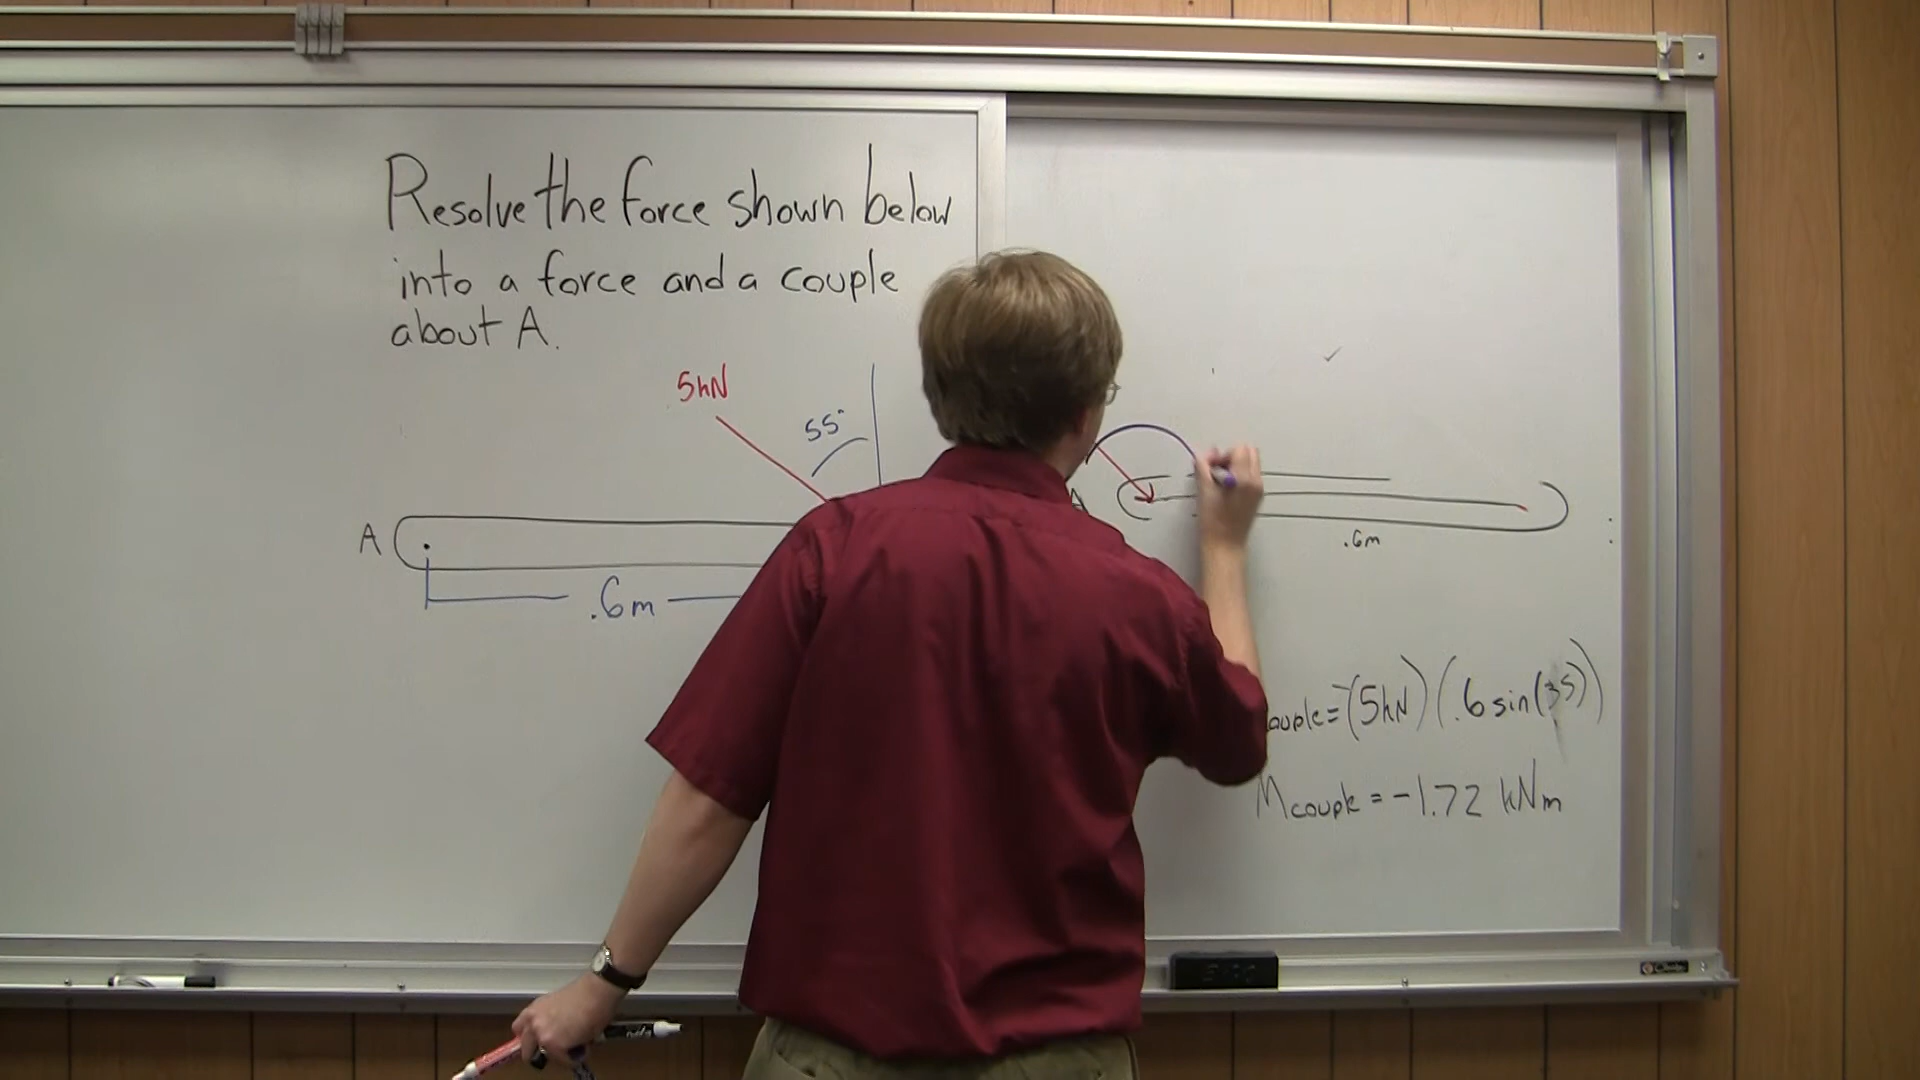 Resolve the force shown below
into a force and a couple
about A.
5kN
55°
A
.6m
A
.6m
ouple=-(5kN)(.6 sin(35))
Mcouple = -1.72 kNm
EXPO